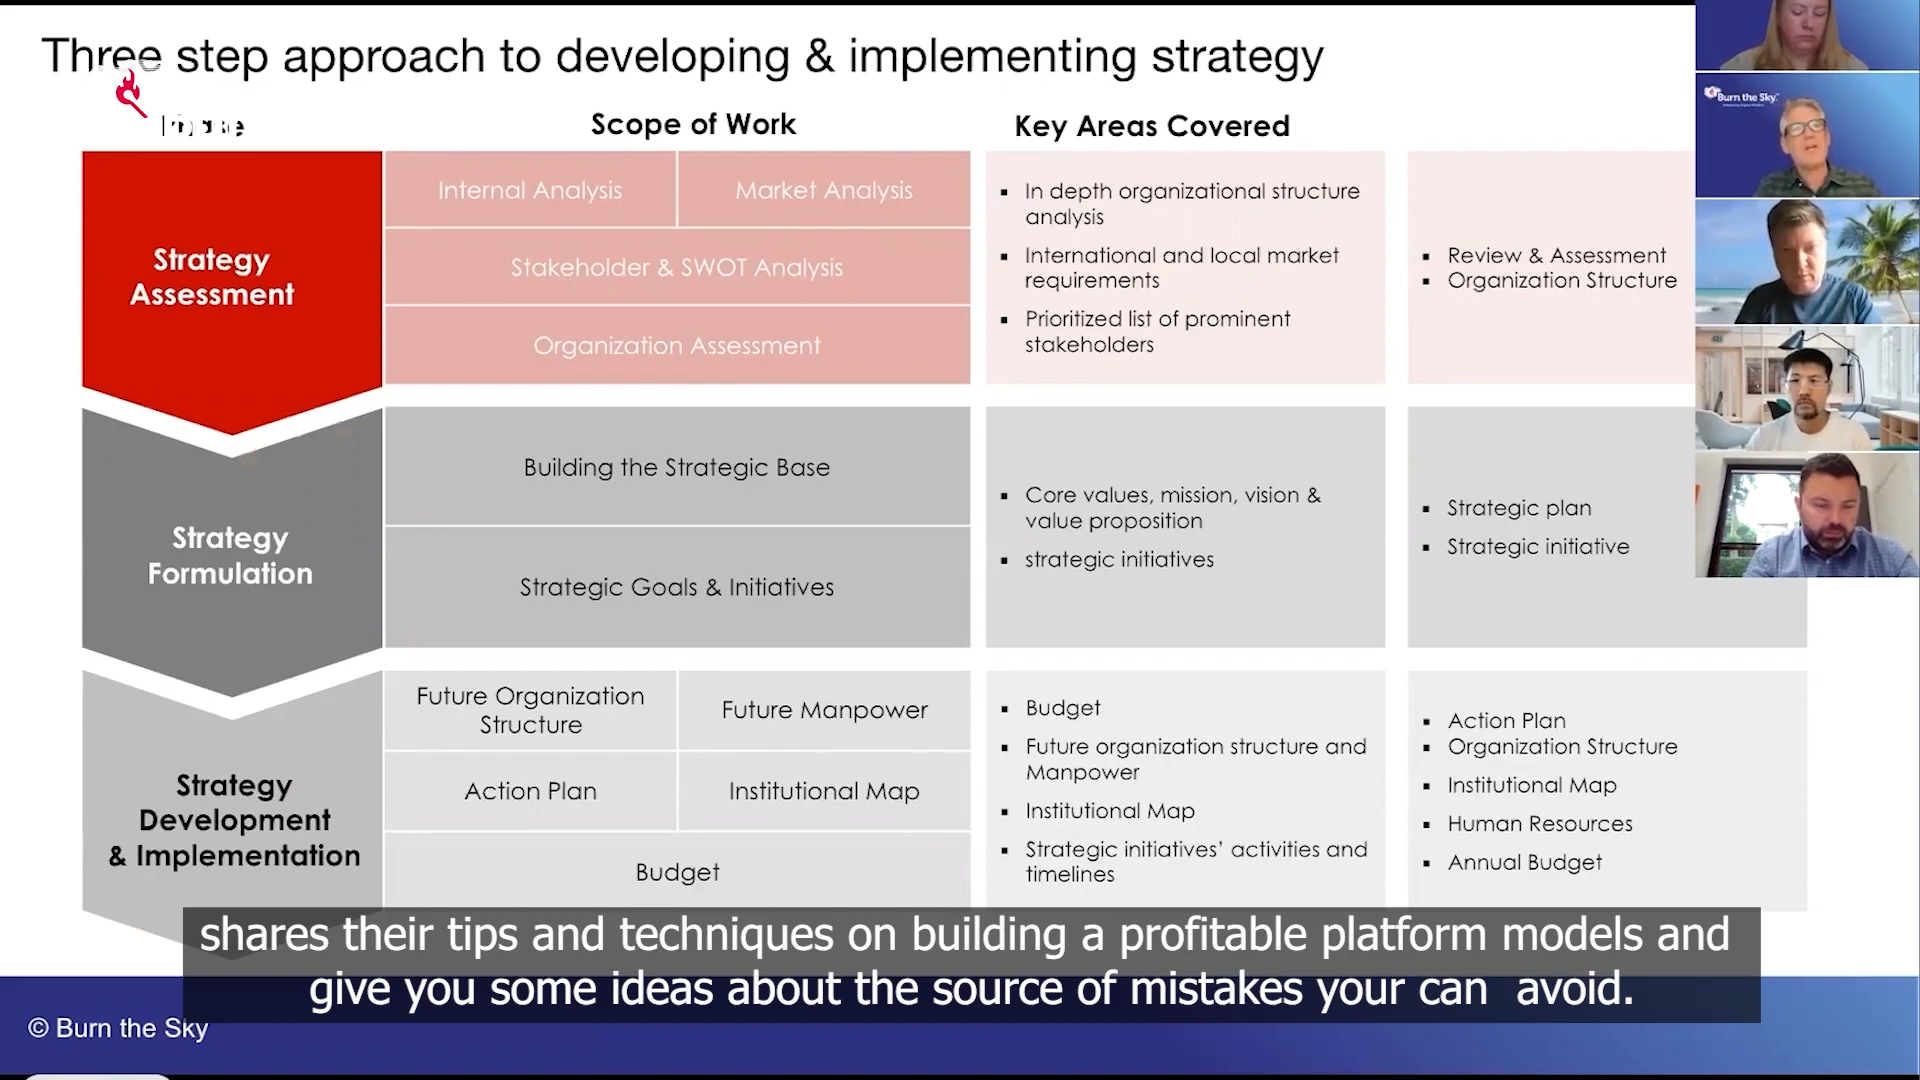 Three step approach to developing & implementing strategy
Scope of Work
Key Areas Covered
Strategy
Assessment
Internal Analysis
Market Analysis
Stakeholder & SWOT Analysis
Organization Assessment
▪ In depth organizational structure
analysis
▪ International and local market
requirements
▪ Prioritized list of prominent
stakeholders
▪ Review & Assessment
▪ Organization Structure
Burn the Sky
Strategy
Formulation
Building the Strategic Base
Strategic Goals & Initiatives
▪ Core values, mission, vision &
value proposition
▪ strategic initiatives
▪ Strategic plan
▪ Strategic initiative
Strategy
Development
& Implementation
Future Organization
Structure
Future Manpower
Action Plan
Institutional Map
Budget
▪ Budget
▪ Future organization structure and
Manpower
▪ Institutional Map
▪ Strategic initiatives’ activities and
timelines
▪ Action Plan
▪ Organization Structure
▪ Institutional Map
▪ Human Resources
▪ Annual Budget
shares their tips and techniques on building a profitable platform models and
give you some ideas about the source of mistakes your can  avoid.
© Burn the Sky